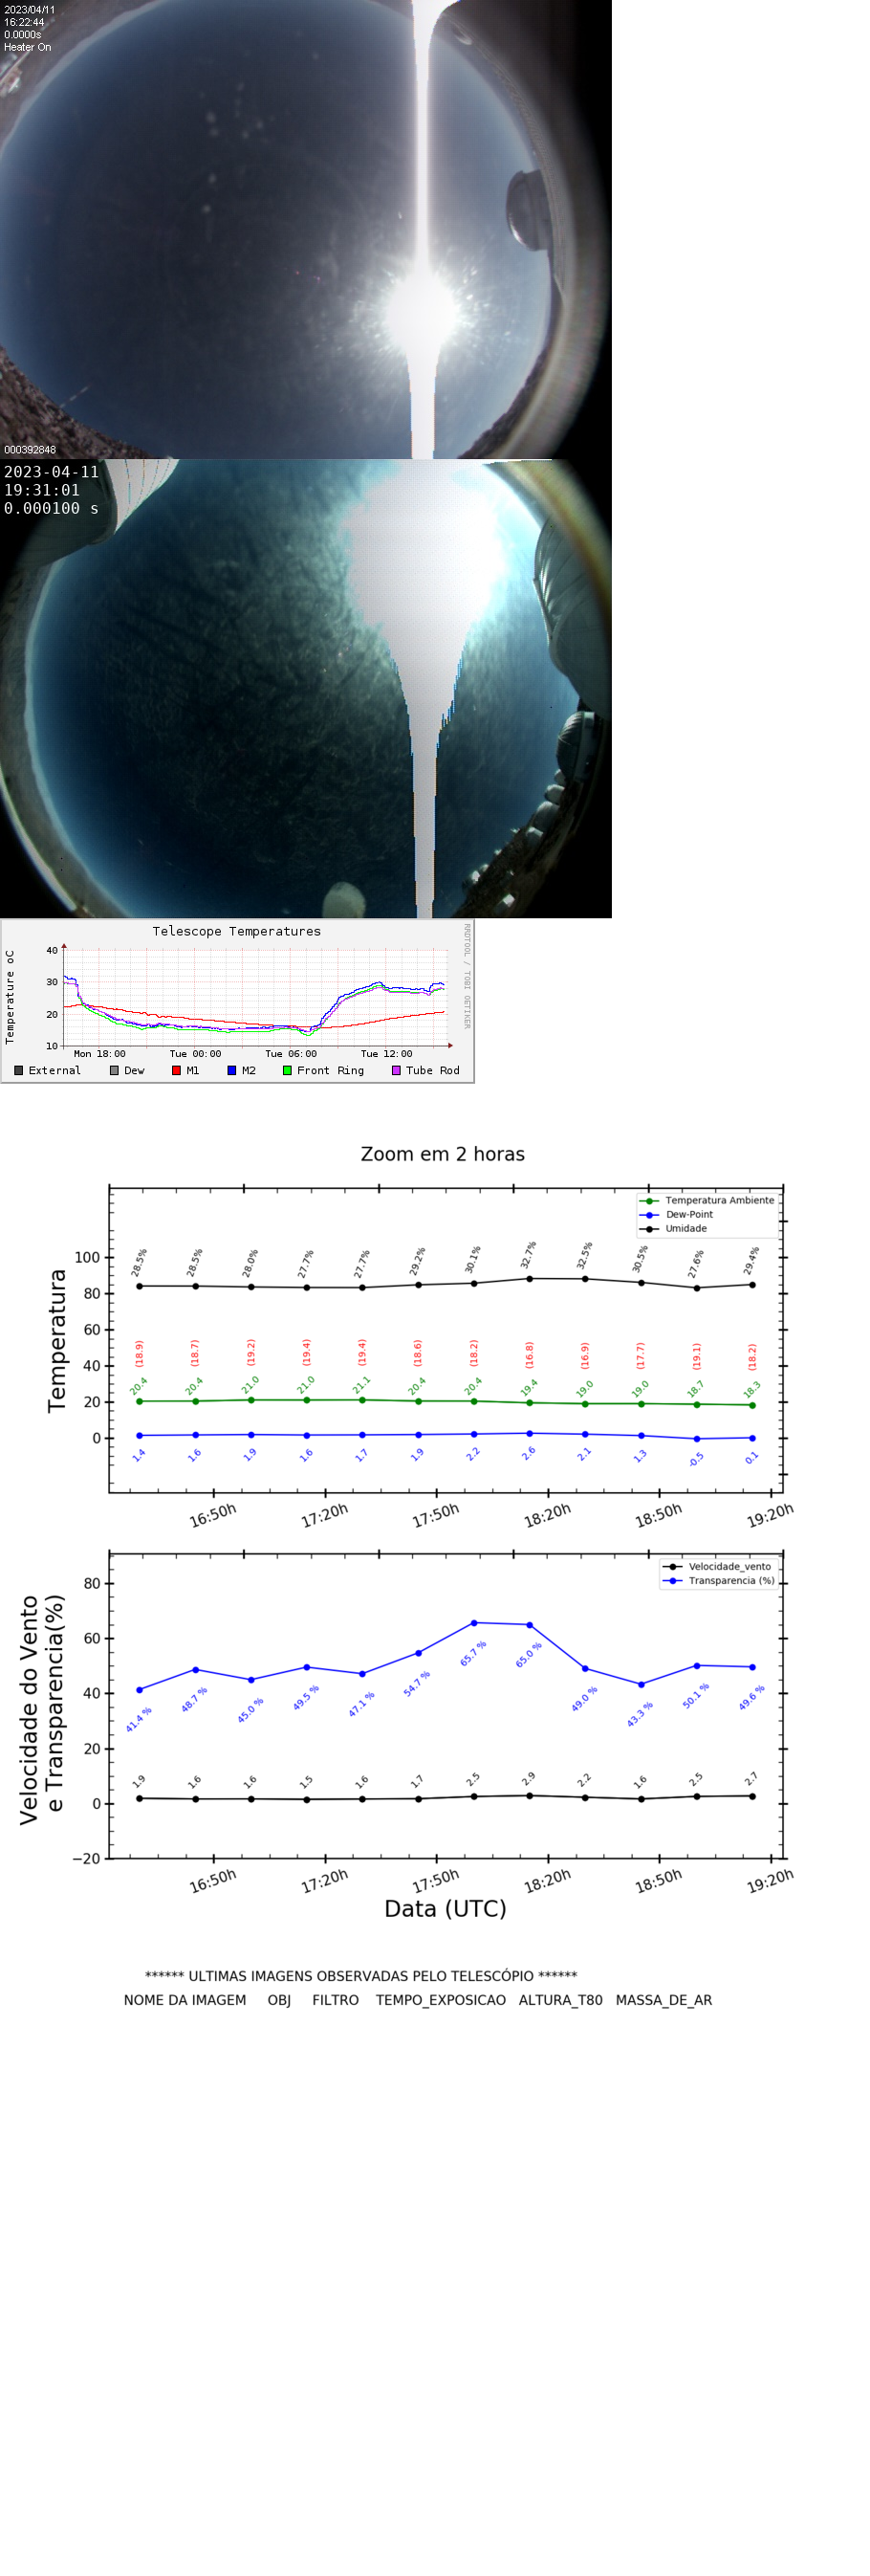 2023/04/11
16:22:44
0.0000s
Heater On
000392848
2023-04-11
19:31:01
0.000100 s
Telescope Temperatures
RRDTOOL / TOBI OETIKER
Temperature oC
40
30
20
10
Mon 18:00 Tue 00:00 Tue 06:00 Tue 12:00
External Dew M1 M2 Front Ring Tube Rod
Zoom em 2 horas
Temperatura Ambiente
Dew-Point
Umidade
Temperatura
100
80
60
40
20
0
28.5% 28.5% 28.0% 27.7% 27.7% 29.2% 30.1% 32.7% 32.5% 30.5% 27.6% 29.4%
(18.9) (18.7) (19.2) (19.4) (19.4) (18.6) (18.2) (16.8) (16.9) (17.7) (19.1) (18.2)
20.4 20.4 21.0 21.0 21.1 20.4 20.4 19.4 19.0 19.0 18.7 18.3
1.4 1.6 1.9 1.6 1.7 1.9 2.2 2.6 2.1 1.3 -0.5 0.1
16:50h 17:20h 17:50h 18:20h 18:50h 19:20h
Velocidade_vento
Transparencia (%)
Velocidade do Vento
e Transparencia(%)
80
60
40
20
0
−20
41.4 % 48.7 % 45.0 % 49.5 % 47.1 % 54.7 % 65.7 % 65.0 % 49.0 % 43.3 % 50.1 % 49.6 %
1.9 1.6 1.6 1.5 1.6 1.7 2.5 2.9 2.2 1.6 2.5 2.7
16:50h 17:20h 17:50h 18:20h 18:50h 19:20h
Data (UTC)
****** ULTIMAS IMAGENS OBSERVADAS PELO TELESCÓPIO ******
NOME DA IMAGEM OBJ FILTRO TEMPO_EXPOSICAO ALTURA_T80 MASSA_DE_AR